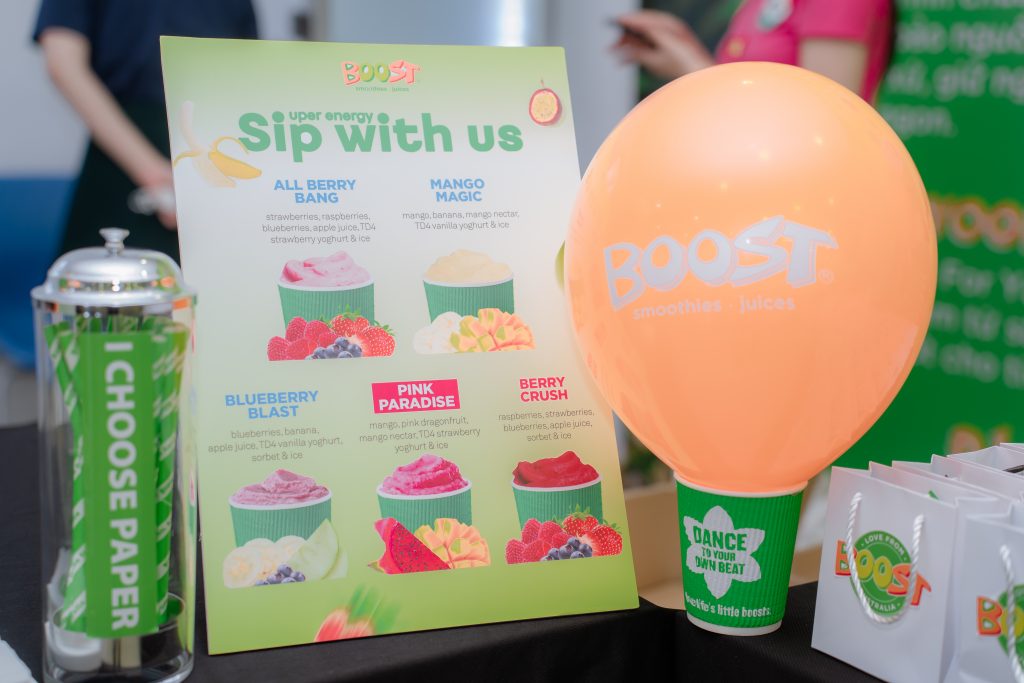 BOOST
smoothies · juices
uper energy
Sip with us
ALL BERRY
BANG
strawberries, raspberries,
blueberries, apple juice, TD4
strawberry yoghurt & ice
MANGO
MAGIC
mango, banana, mango nectar,
TD4 vanilla yoghurt & ice
BLUEBERRY
BLAST
blueberries, banana,
apple juice, TD4 vanilla yoghurt,
sorbet & ice
PINK
PARADISE
mango, pink dragonfruit,
mango nectar, TD4 strawberry
yoghurt & ice
BERRY
CRUSH
raspberries, strawberries,
blueberries, apple juice,
sorbet & ice
I CHOOSE PAPER
BOOST®
smoothies · juices
DANCE
TO YOUR
OWN BEAT
life's little boosts.
LOVE FROM
BOOST
AUSTRALIA